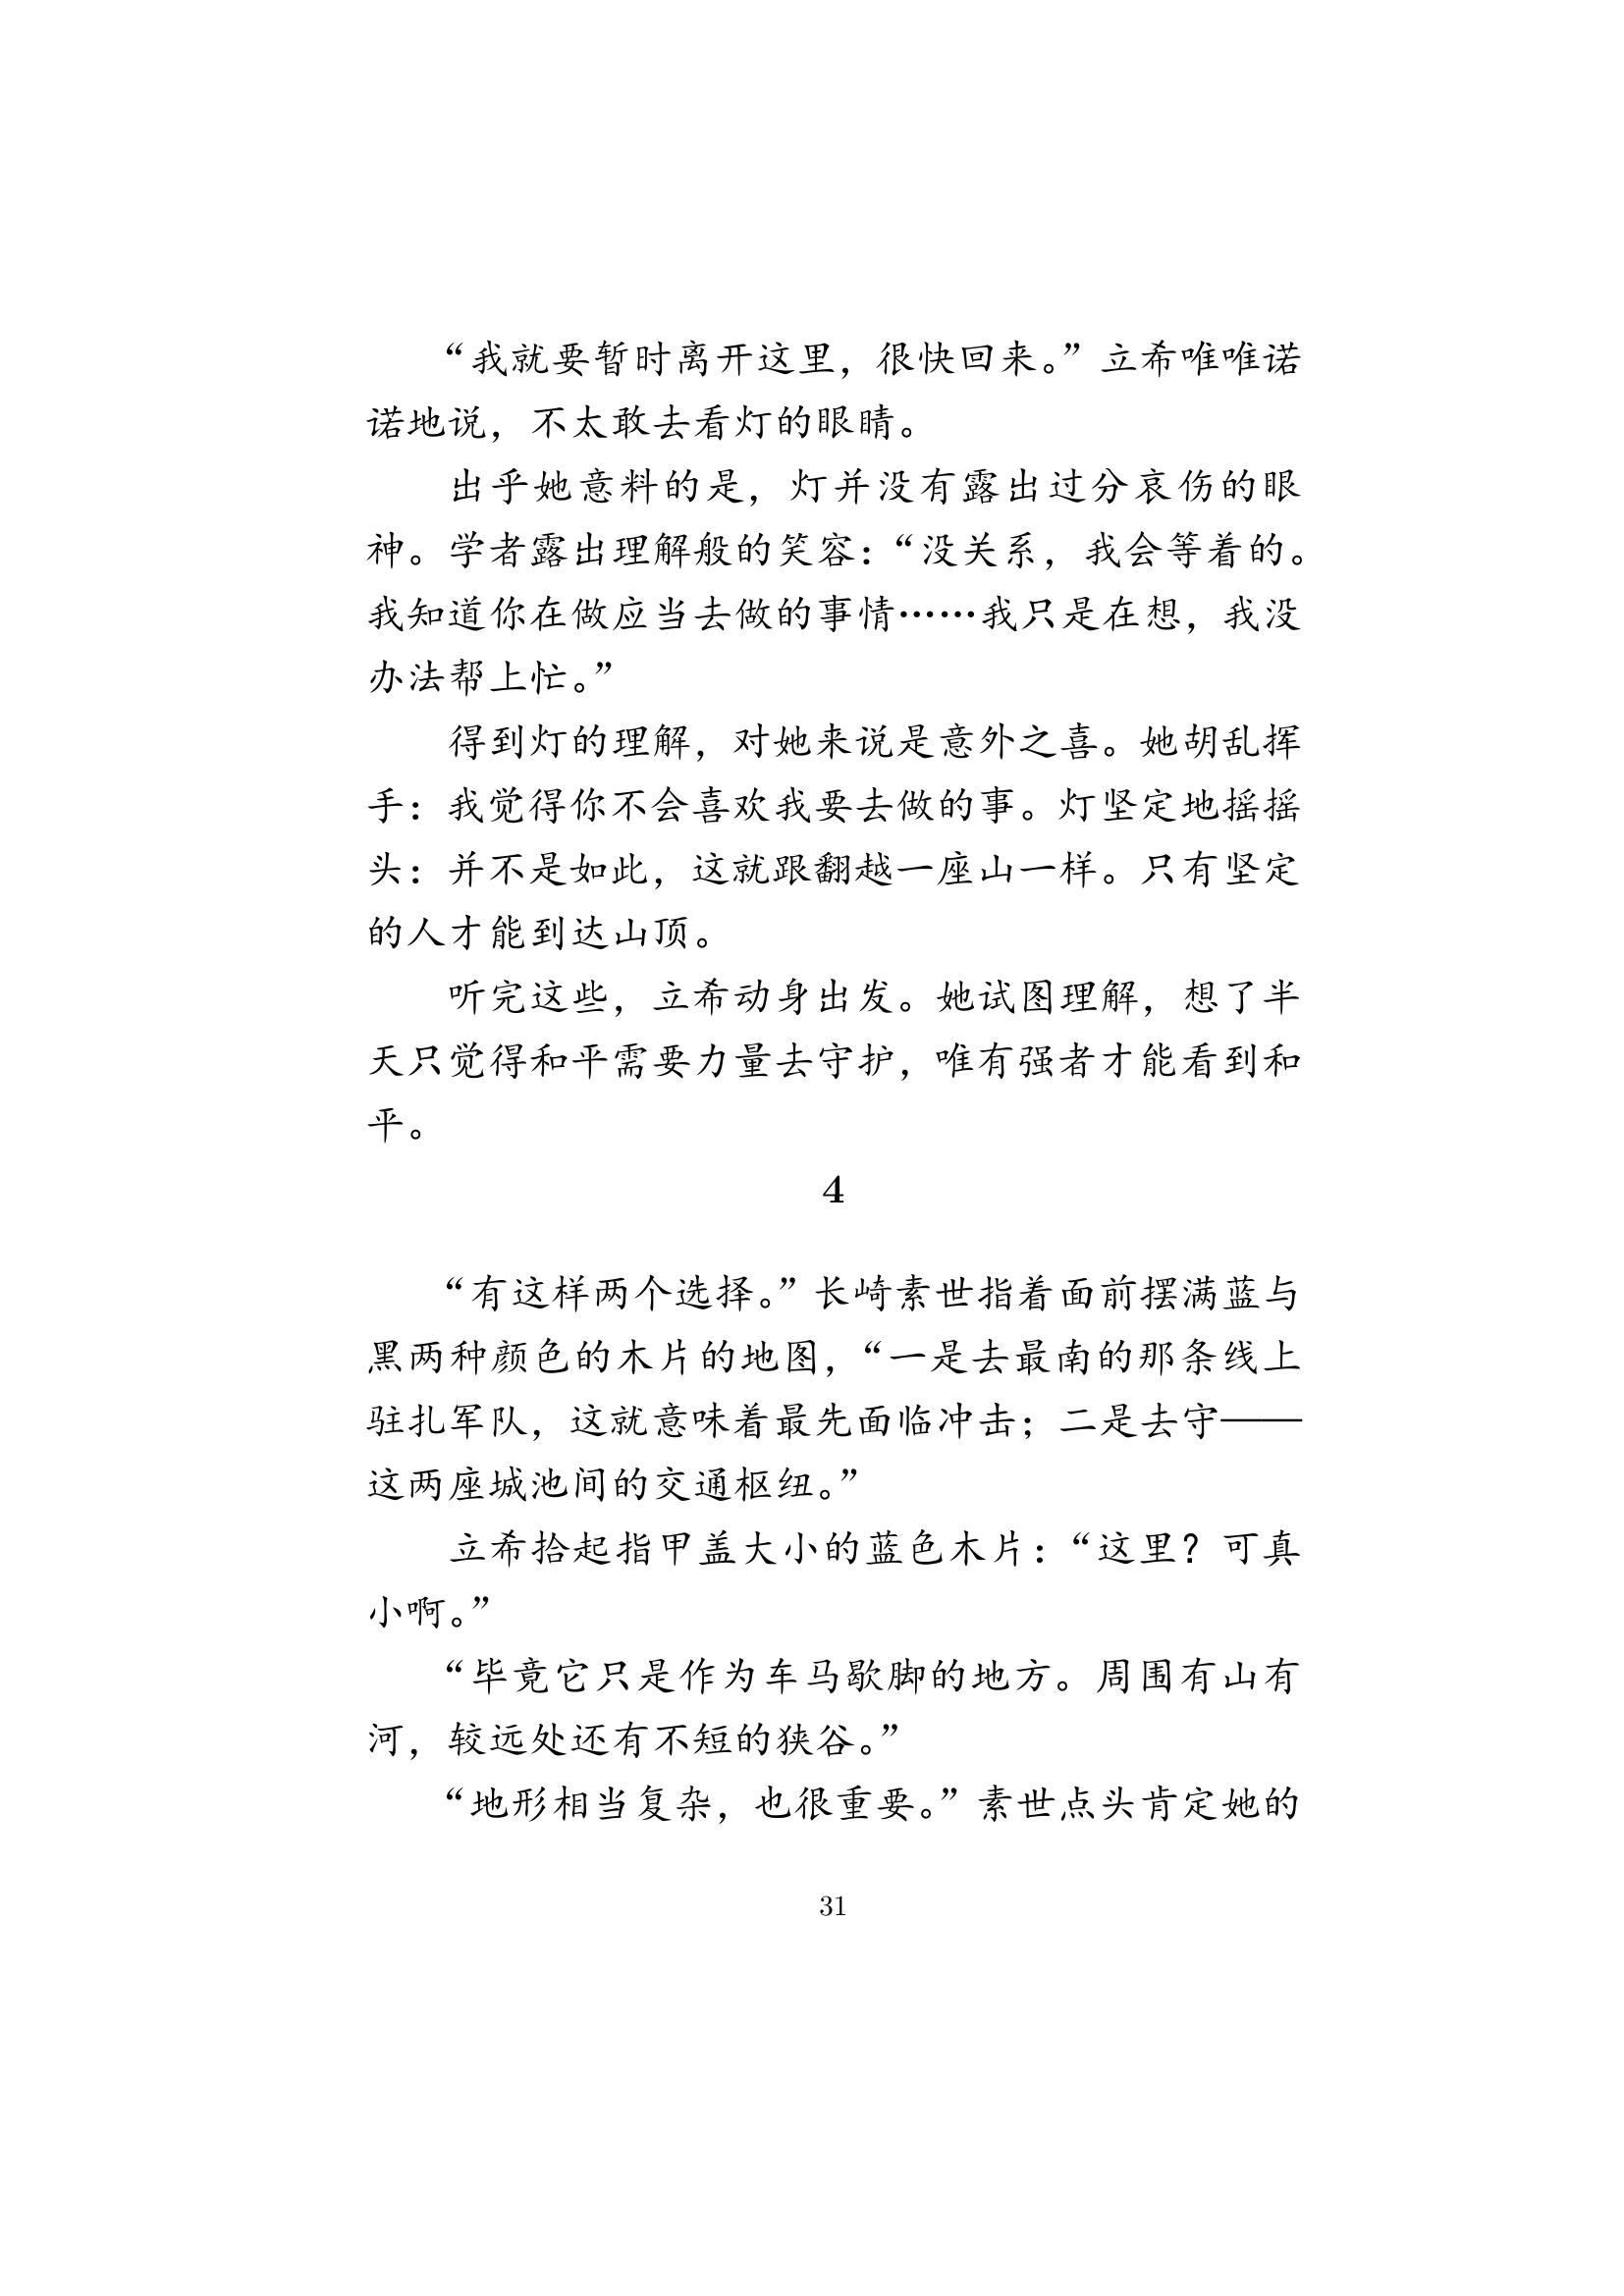 “我就要暂时离开这里，很快回来。”立希唯唯诺
诺地说，不太敢去看灯的眼睛。
出乎她意料的是，灯并没有露出过分哀伤的眼
神。学者露出理解般的笑容：“没关系，我会等着的。
我知道你在做应当去做的事情……我只是在想，我没
办法帮上忙。”
得到灯的理解，对她来说是意外之喜。她胡乱挥
手：我觉得你不会喜欢我要去做的事。灯坚定地摇摇
头：并不是如此，这就跟翻越一座山一样。只有坚定
的人才能到达山顶。
听完这些，立希动身出发。她试图理解，想了半
天只觉得和平需要力量去守护，唯有强者才能看到和
平。
4
“有这样两个选择。”长崎素世指着面前摆满蓝与
黑两种颜色的木片的地图，“一是去最南的那条线上
驻扎军队，这就意味着最先面临冲击；二是去守——
这两座城池间的交通枢纽。”
立希拾起指甲盖大小的蓝色木片：“这里？可真
小啊。”
“毕竟它只是作为车马歇脚的地方。周围有山有
河，较远处还有不短的狭谷。”
“地形相当复杂，也很重要。”素世点头肯定她的
31